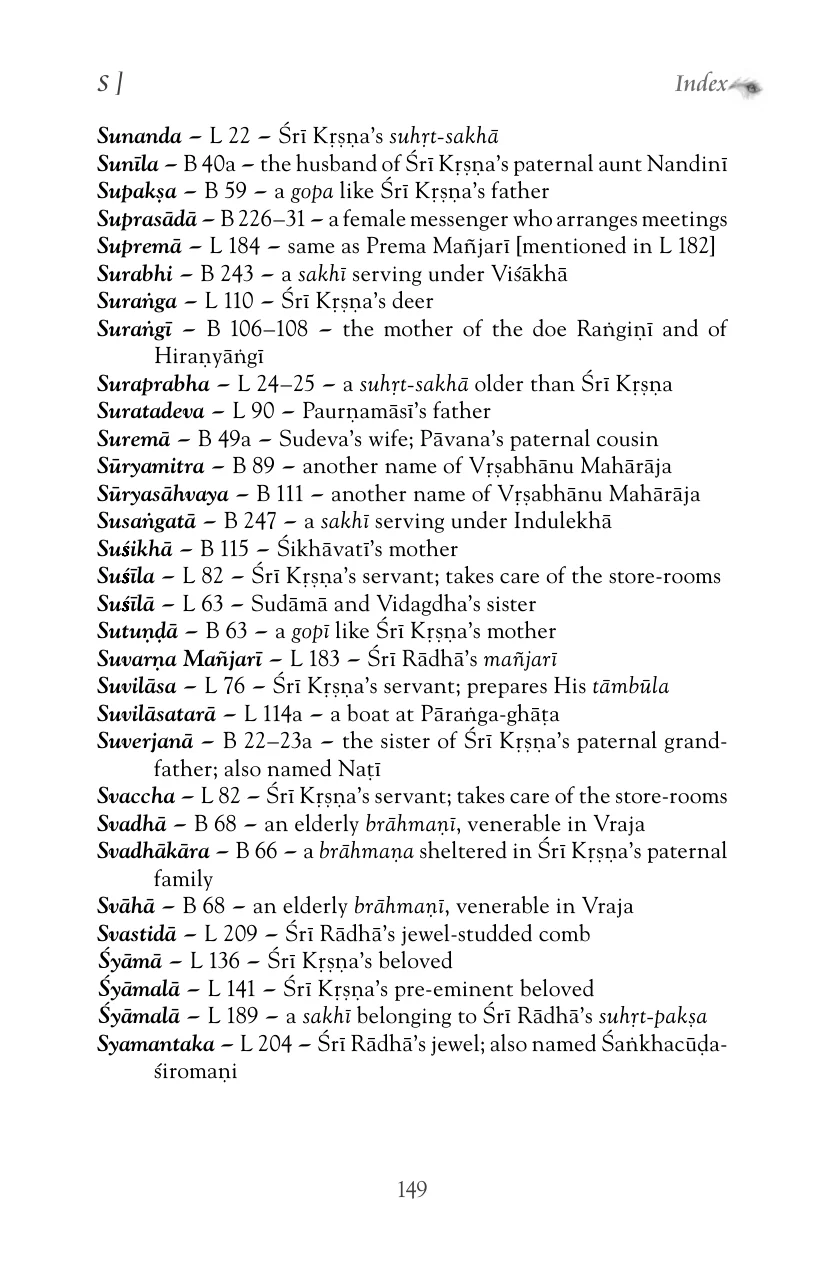 S ]
Index
Sunanda – L 22 – Śrī Kṛṣṇa’s suhṛt-sakhā
Sunīla – B 40a – the husband of Śrī Kṛṣṇa’s paternal aunt Nandinī
Supakṣa – B 59 – a gopa like Śrī Kṛṣṇa’s father
Suprasādā – B 226–31 – a female messenger who arranges meetings
Supremā – L 184 – same as Prema Mañjarī [mentioned in L 182]
Surabhi – B 243 – a sakhī serving under Viśākhā
Suraṅga – L 110 – Śrī Kṛṣṇa’s deer
Suraṅgī – B 106–108 – the mother of the doe Raṅgiṇī and of
Hiraṇyāṅgī
Suraprabha – L 24–25 – a suhṛt-sakhā older than Śrī Kṛṣṇa
Suratadeva – L 90 – Paurṇamāsī’s father
Suremā – B 49a – Sudeva’s wife; Pāvana’s paternal cousin
Sūryamitra – B 89 – another name of Vṛṣabhānu Mahārāja
Sūryasāhvaya – B 111 – another name of Vṛṣabhānu Mahārāja
Susaṅgatā – B 247 – a sakhī serving under Indulekhā
Suśikhā – B 115 – Śikhāvatī’s mother
Suśīla – L 82 – Śrī Kṛṣṇa’s servant; takes care of the store-rooms
Suśīlā – L 63 – Sudāmā and Vidagdha’s sister
Sutuṇḍā – B 63 – a gopī like Śrī Kṛṣṇa’s mother
Suvarṇa Mañjarī – L 183 – Śrī Rādhā’s mañjarī
Suvilāsa – L 76 – Śrī Kṛṣṇa’s servant; prepares His tāmbūla
Suvilāsatarā – L 114a – a boat at Pāraṅga-ghāṭa
Suverjanā – B 22–23a – the sister of Śrī Kṛṣṇa’s paternal grand-
father; also named Naṭī
Svaccha – L 82 – Śrī Kṛṣṇa’s servant; takes care of the store-rooms
Svadhā – B 68 – an elderly brāhmaṇī, venerable in Vraja
Svadhākāra – B 66 – a brāhmaṇa sheltered in Śrī Kṛṣṇa’s paternal
family
Svāhā – B 68 – an elderly brāhmaṇī, venerable in Vraja
Svastidā – L 209 – Śrī Rādhā’s jewel-studded comb
Śyāmā – L 136 – Śrī Kṛṣṇa’s beloved
Śyāmalā – L 141 – Śrī Kṛṣṇa’s pre-eminent beloved
Śyāmalā – L 189 – a sakhī belonging to Śrī Rādhā’s suhṛt-pakṣa
Syamantaka – L 204 – Śrī Rādhā’s jewel; also named Śaṅkhacūḍa-
śiromaṇi
149